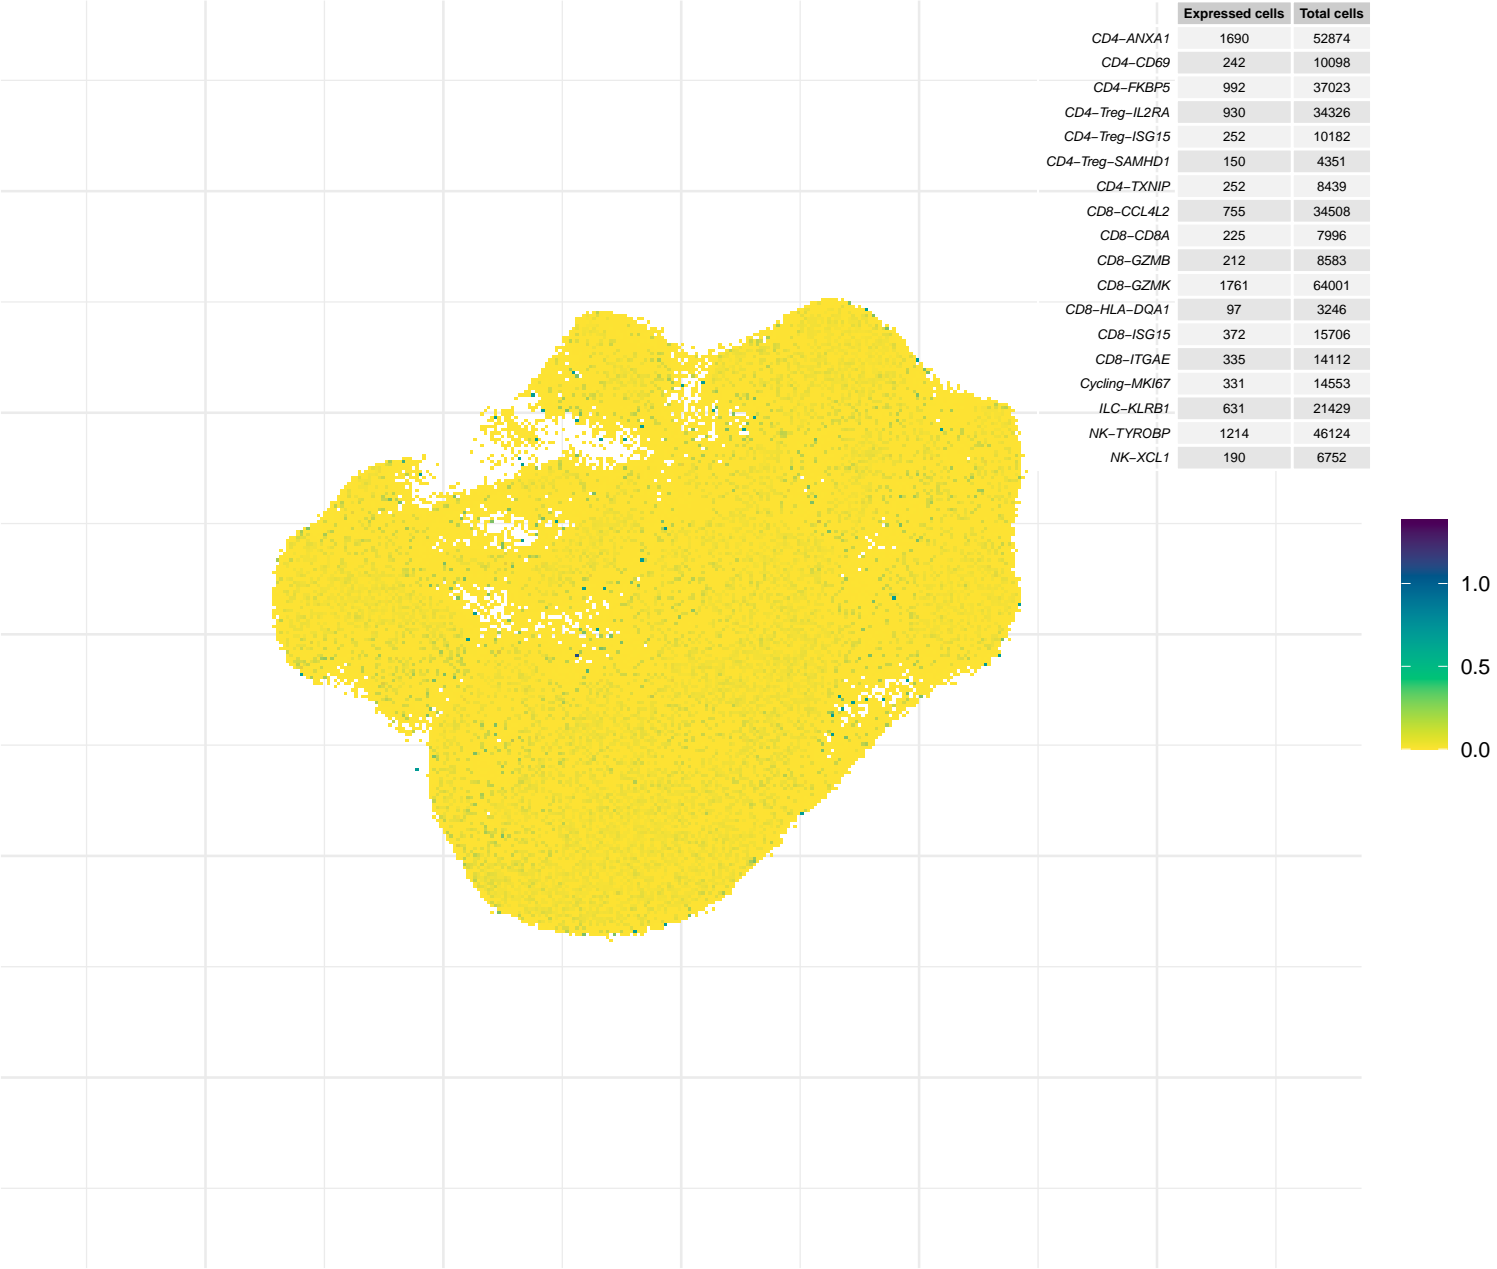 Expressed cells Total cells
CD4−ANXA1 1690 52874
CD4−CD69 242 10098
CD4−FKBP5 992 37023
CD4−Treg−IL2RA 930 34326
CD4−Treg−ISG15 252 10182
CD4−Treg−SAMHD1 150 4351
CD4−TXNIP 252 8439
CD8−CCL4L2 755 34508
CD8−CD8A 225 7996
CD8−GZMB 212 8583
CD8−GZMK 1761 64001
CD8−HLA−DQA1 97 3246
CD8−ISG15 372 15706
CD8−ITGAE 335 14112
Cycling−MKI67 331 14553
ILC−KLRB1 631 21429
NK−TYROBP 1214 46124
NK−XCL1 190 6752
1.0
0.5
0.0